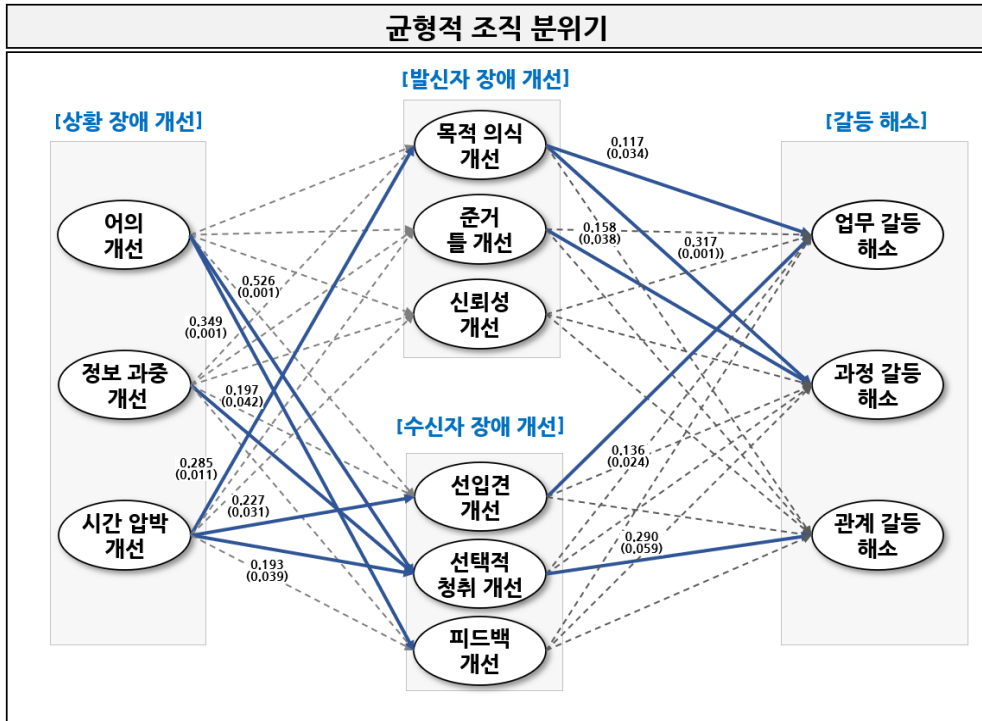 균형적 조직 분위기
[상황 장애 개선]
어의
개선
정보 과중
개선
시간 압박
개선
[발신자 장애 개선]
목적 의식
개선
준거
틀 개선
신뢰성
개선
[수신자 장애 개선]
선입견
개선
선택적
청취 개선
피드백
개선
[갈등 해소]
업무 갈등
해소
과정 갈등
해소
관계 갈등
해소
0.526
(0.001)
0.349
(0.001)
0.197
(0.042)
0.285
(0.011)
0.227
(0.031)
0.193
(0.039)
0.117
(0.034)
0.158
(0.038)
0.317
(0.001))
0.136
(0.024)
0.290
(0.059)